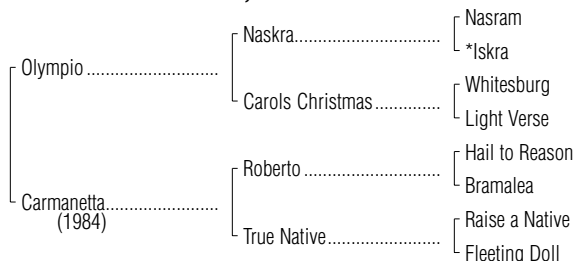 Nasram
Naskra
*Iskra
Olympio
Whitesburg
Carols Christmas
Light Verse
Hail to Reason
Roberto
Bramalea
Carmanetta
(1984)
Raise a Native
True Native
Fleeting Doll